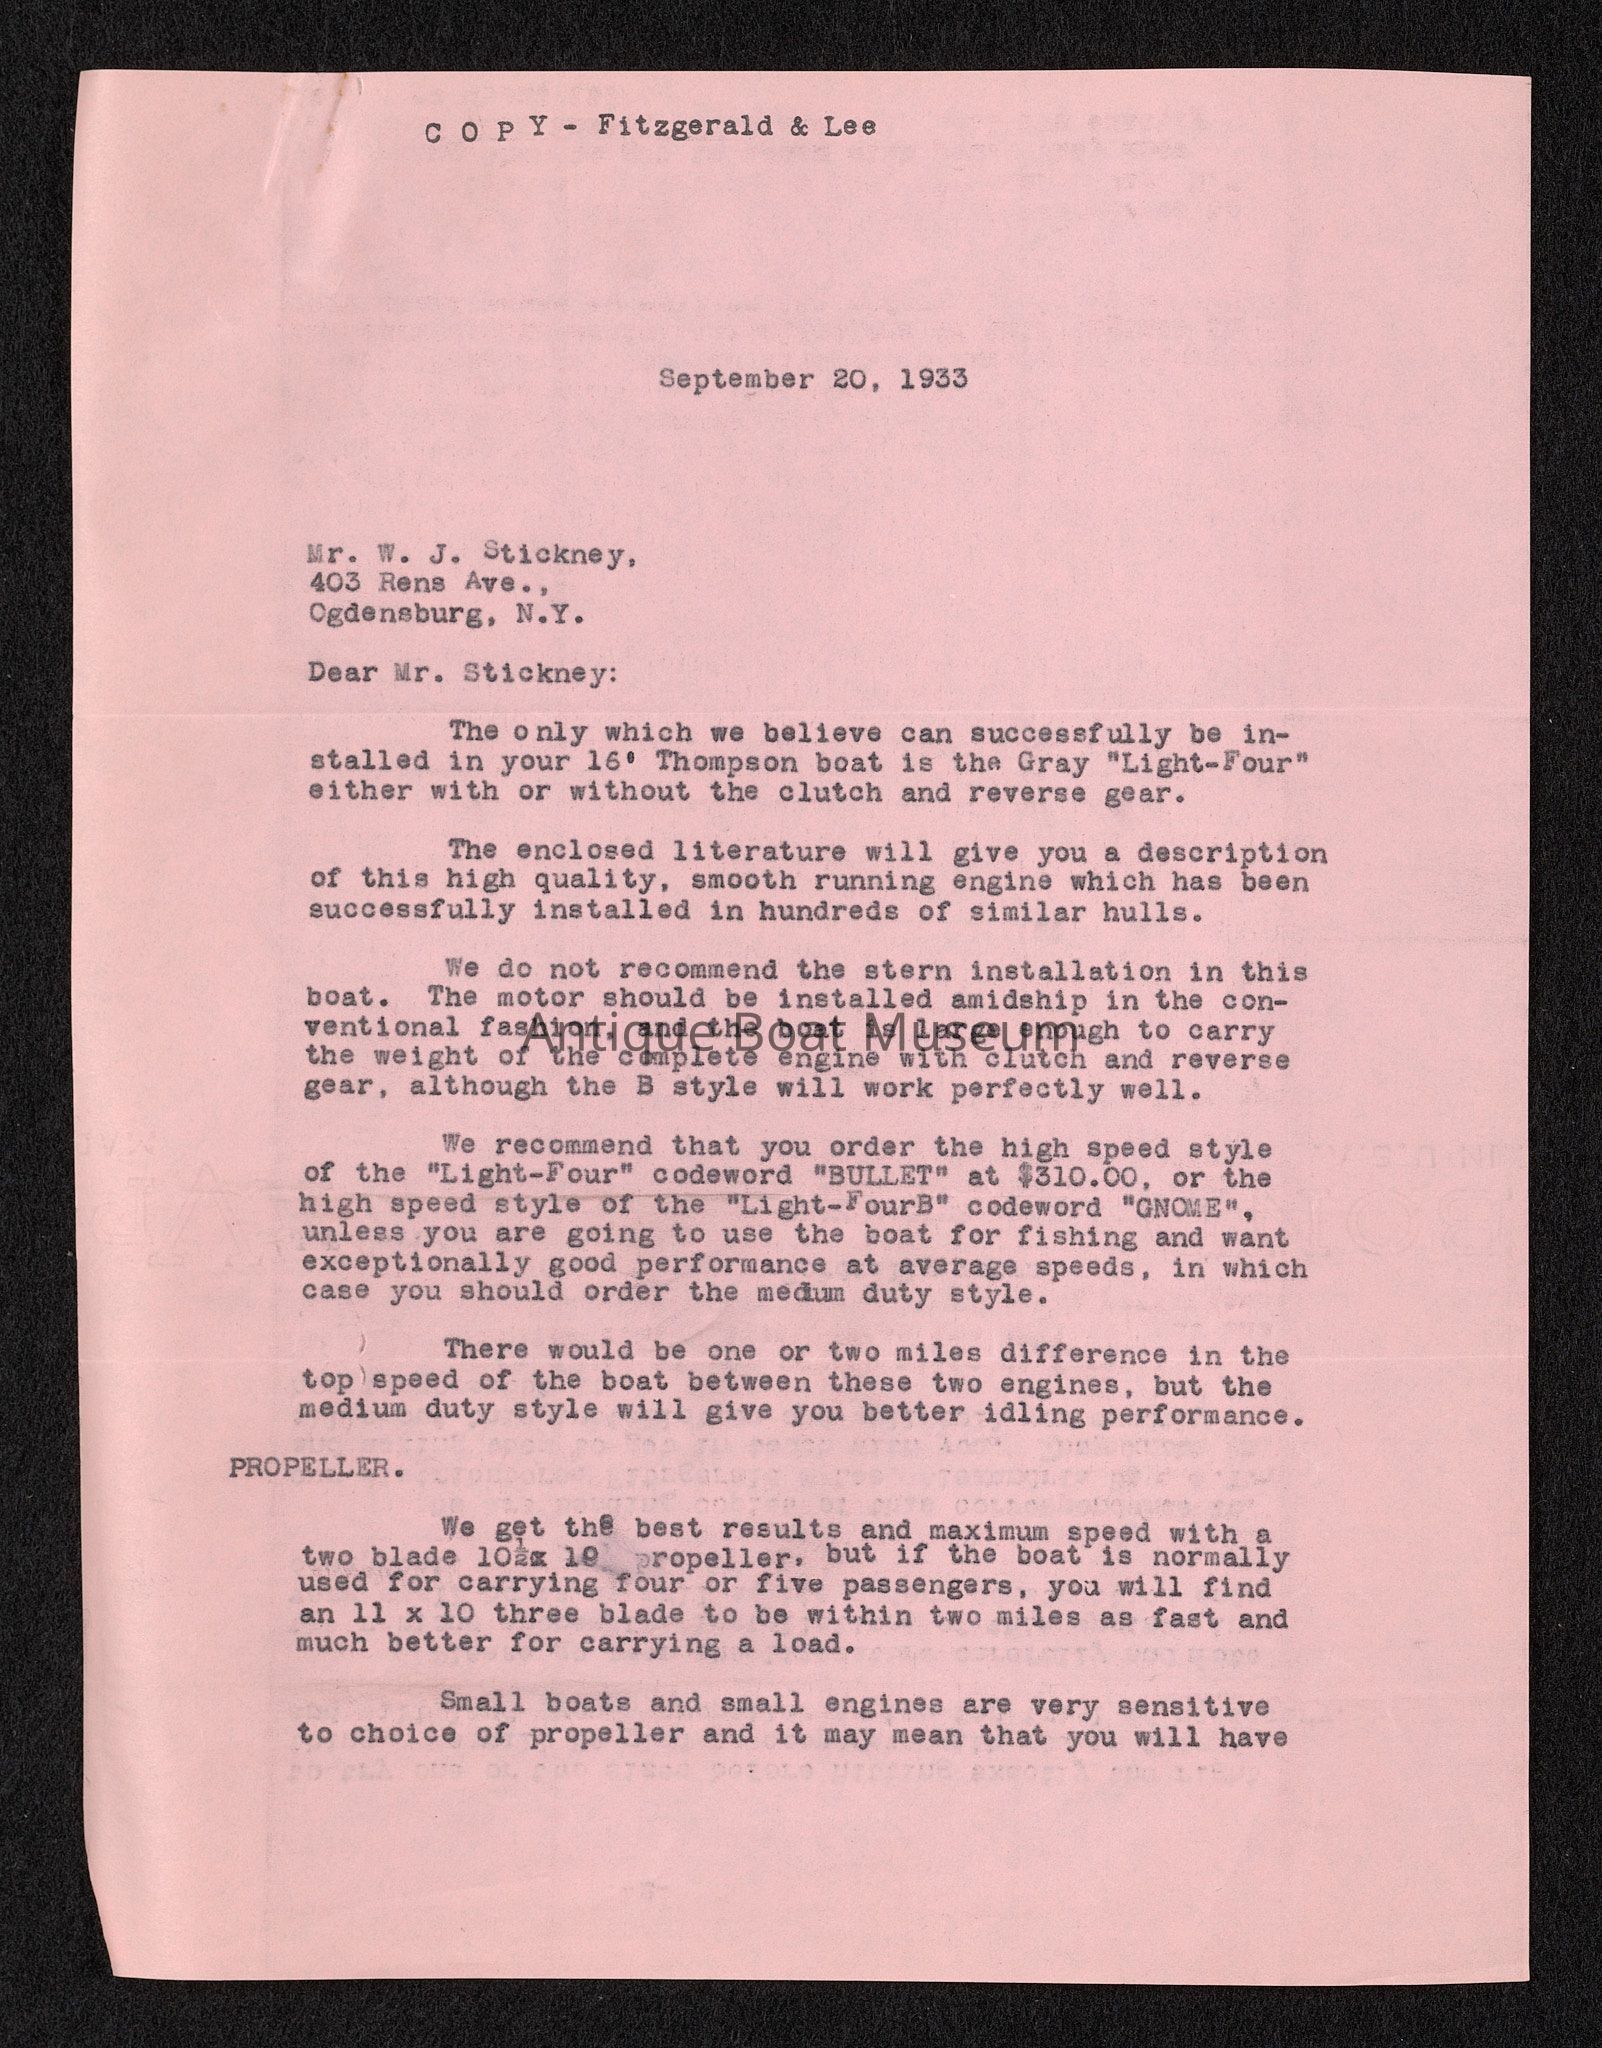 C O P Y - Fitzgerald & Lee
September 20, 1933
Mr. W. J. Stickney,
403 Rens Ave.,
Ogdensburg, N.Y.
Dear Mr. Stickney:
The only which we believe can successfully be in-
stalled in your 16' Thompson boat is the Gray "Light-Four"
either with or without the clutch and reverse gear.
The enclosed literature will give you a description
of this high quality, smooth running engine which has been
successfully installed in hundreds of similar hulls.
We do not recommend the stern installation in this
boat. The motor should be installed amidship in the con-
ventional fashion, and the boat is large enough to carry
Antique Boat Museum
the weight of the complete engine with clutch and reverse
gear, although the B style will work perfectly well.
We recommend that you order the high speed style
of the "Light-Four" codeword "BULLET" at $310.00, or the
high speed style of the "Light-FourB" codeword "GNOME",
unless you are going to use the boat for fishing and want
exceptionally good performance at average speeds, in which
case you should order the medum duty style.
There would be one or two miles difference in the
top speed of the boat between these two engines, but the
medium duty style will give you better idling performance.
PROPELLER.
We get the best results and maximum speed with a
two blade 10½x propeller, but if the boat is normally
used for carrying four or five passengers, you will find
an 11 x 10 three blade to be within two miles as fast and
much better for carrying a load.
Small boats and small engines are very sensitive
to choice of propeller and it may mean that you will have